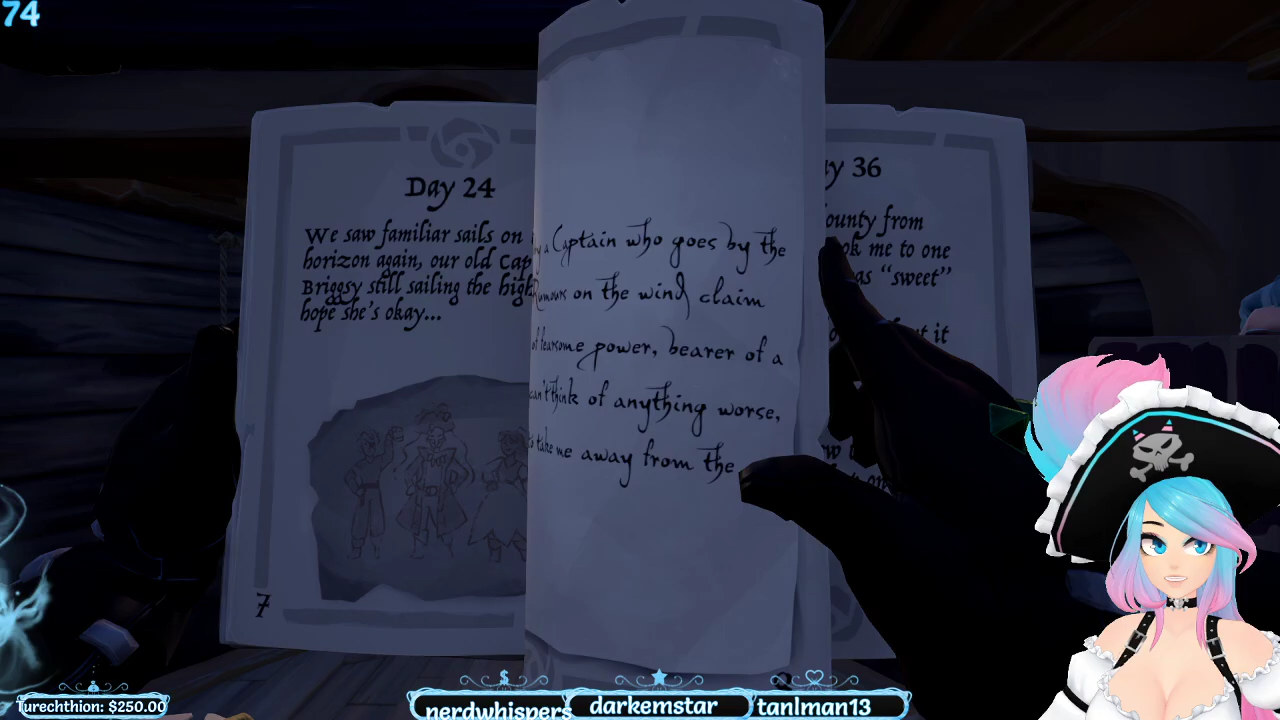 74
Day 24
We saw familiar sails on
horizon again, our old Cap
Briggsy still sailing the high
hope she's okay...
7
a Captain who goes by the
Rumours on the wind claim
of fearsome power, bearer of a
can't think of anything worse,
take me away from the
y 36
ounty from
ok me to one
as "sweet"
it
Turechthion: $250.00
nerdwhispers
darkemstar
tanlman13